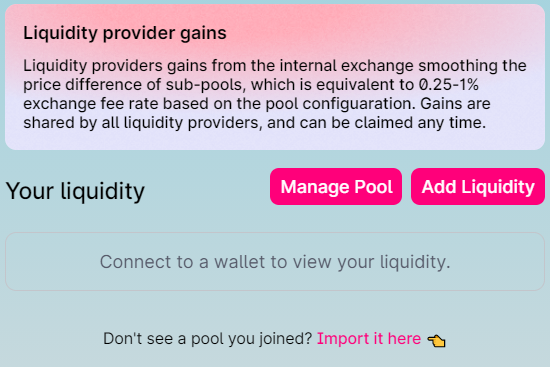 Liquidity provider gains
Liquidity providers gains from the internal exchange smoothing the
price difference of sub-pools, which is equivalent to 0.25-1%
exchange fee rate based on the pool configuaration. Gains are
shared by all liquidity providers, and can be claimed any time.
Your liquidity
Manage Pool
Add Liquidity
Connect to a wallet to view your liquidity.
Don't see a pool you joined? Import it here 👈